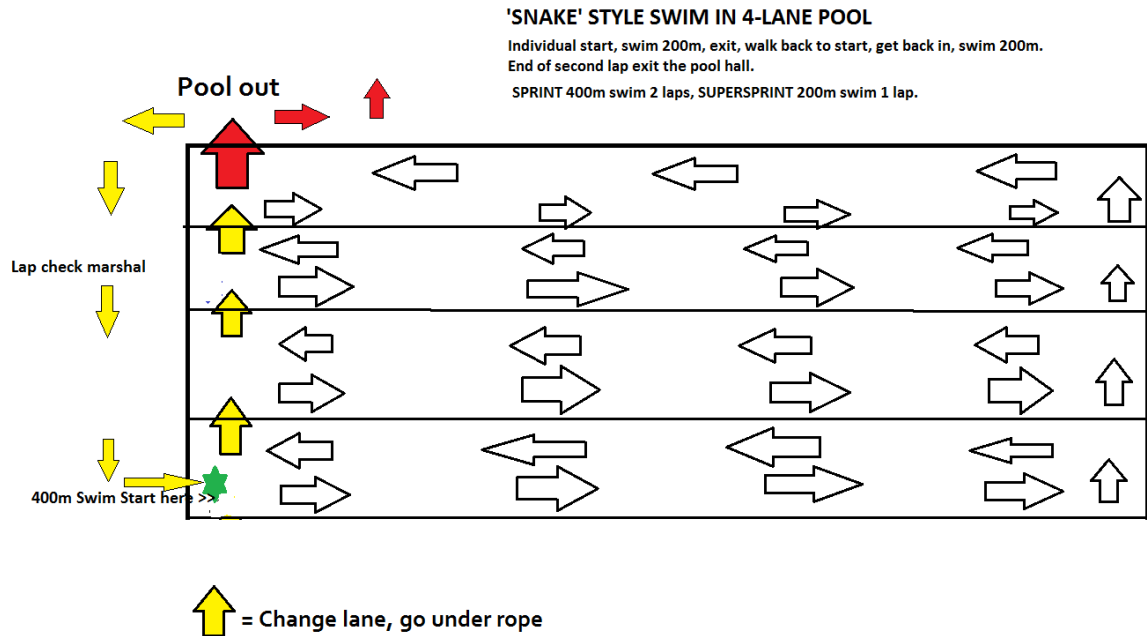 'SNAKE' STYLE SWIM IN 4-LANE POOL
Individual start, swim 200m, exit, walk back to start, get back in, swim 200m.
End of second lap exit the pool hall.
SPRINT 400m swim 2 laps, SUPERSPRINT 200m swim 1 lap.
Pool out
Lap check marshal
400m Swim Start here >>
= Change lane, go under rope